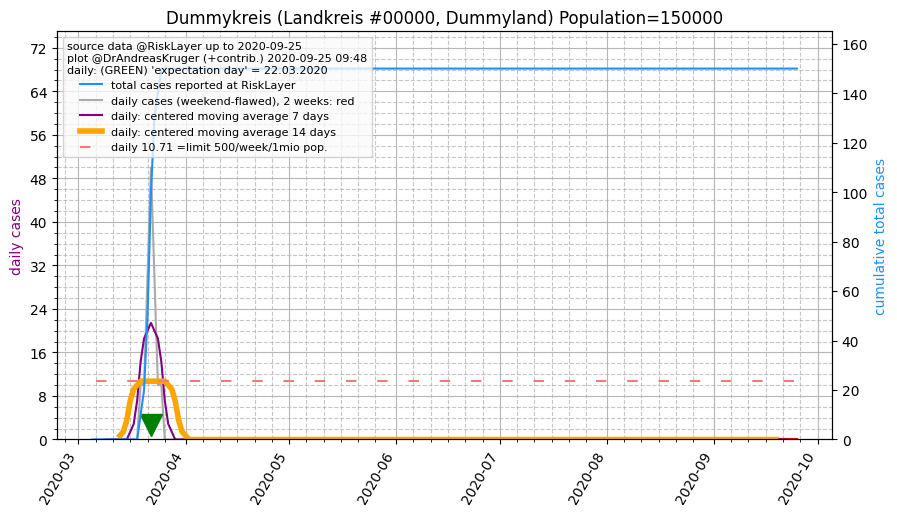 Dummykreis (Landkreis #00000, Dummyland) Population=150000
source data @RiskLayer up to 2020-09-25
plot @DrAndreasKruger (+contrib.) 2020-09-25 09:48
daily: (GREEN) 'expectation day' = 22.03.2020
total cases reported at RiskLayer
daily cases (weekend-flawed), 2 weeks: red
daily: centered moving average 7 days
daily: centered moving average 14 days
daily 10.71 =limit 500/week/1mio pop.
daily cases
72
64
56
48
40
32
24
16
8
0
cumulative total cases
160
140
120
100
80
60
40
20
0
2020-03
2020-04
2020-05
2020-06
2020-07
2020-08
2020-09
2020-10